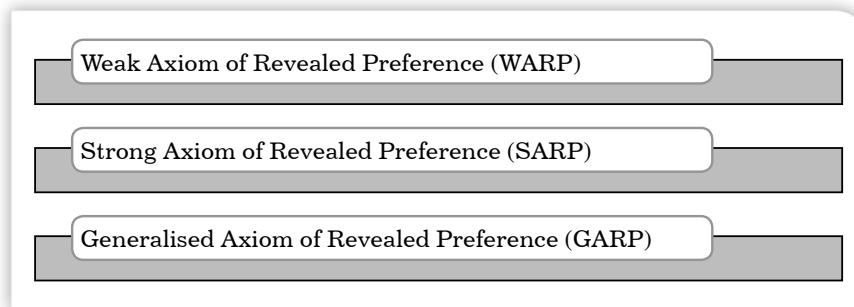 Weak Axiom of Revealed Preference (WARP)
Strong Axiom of Revealed Preference (SARP)
Generalised Axiom of Revealed Preference (GARP)